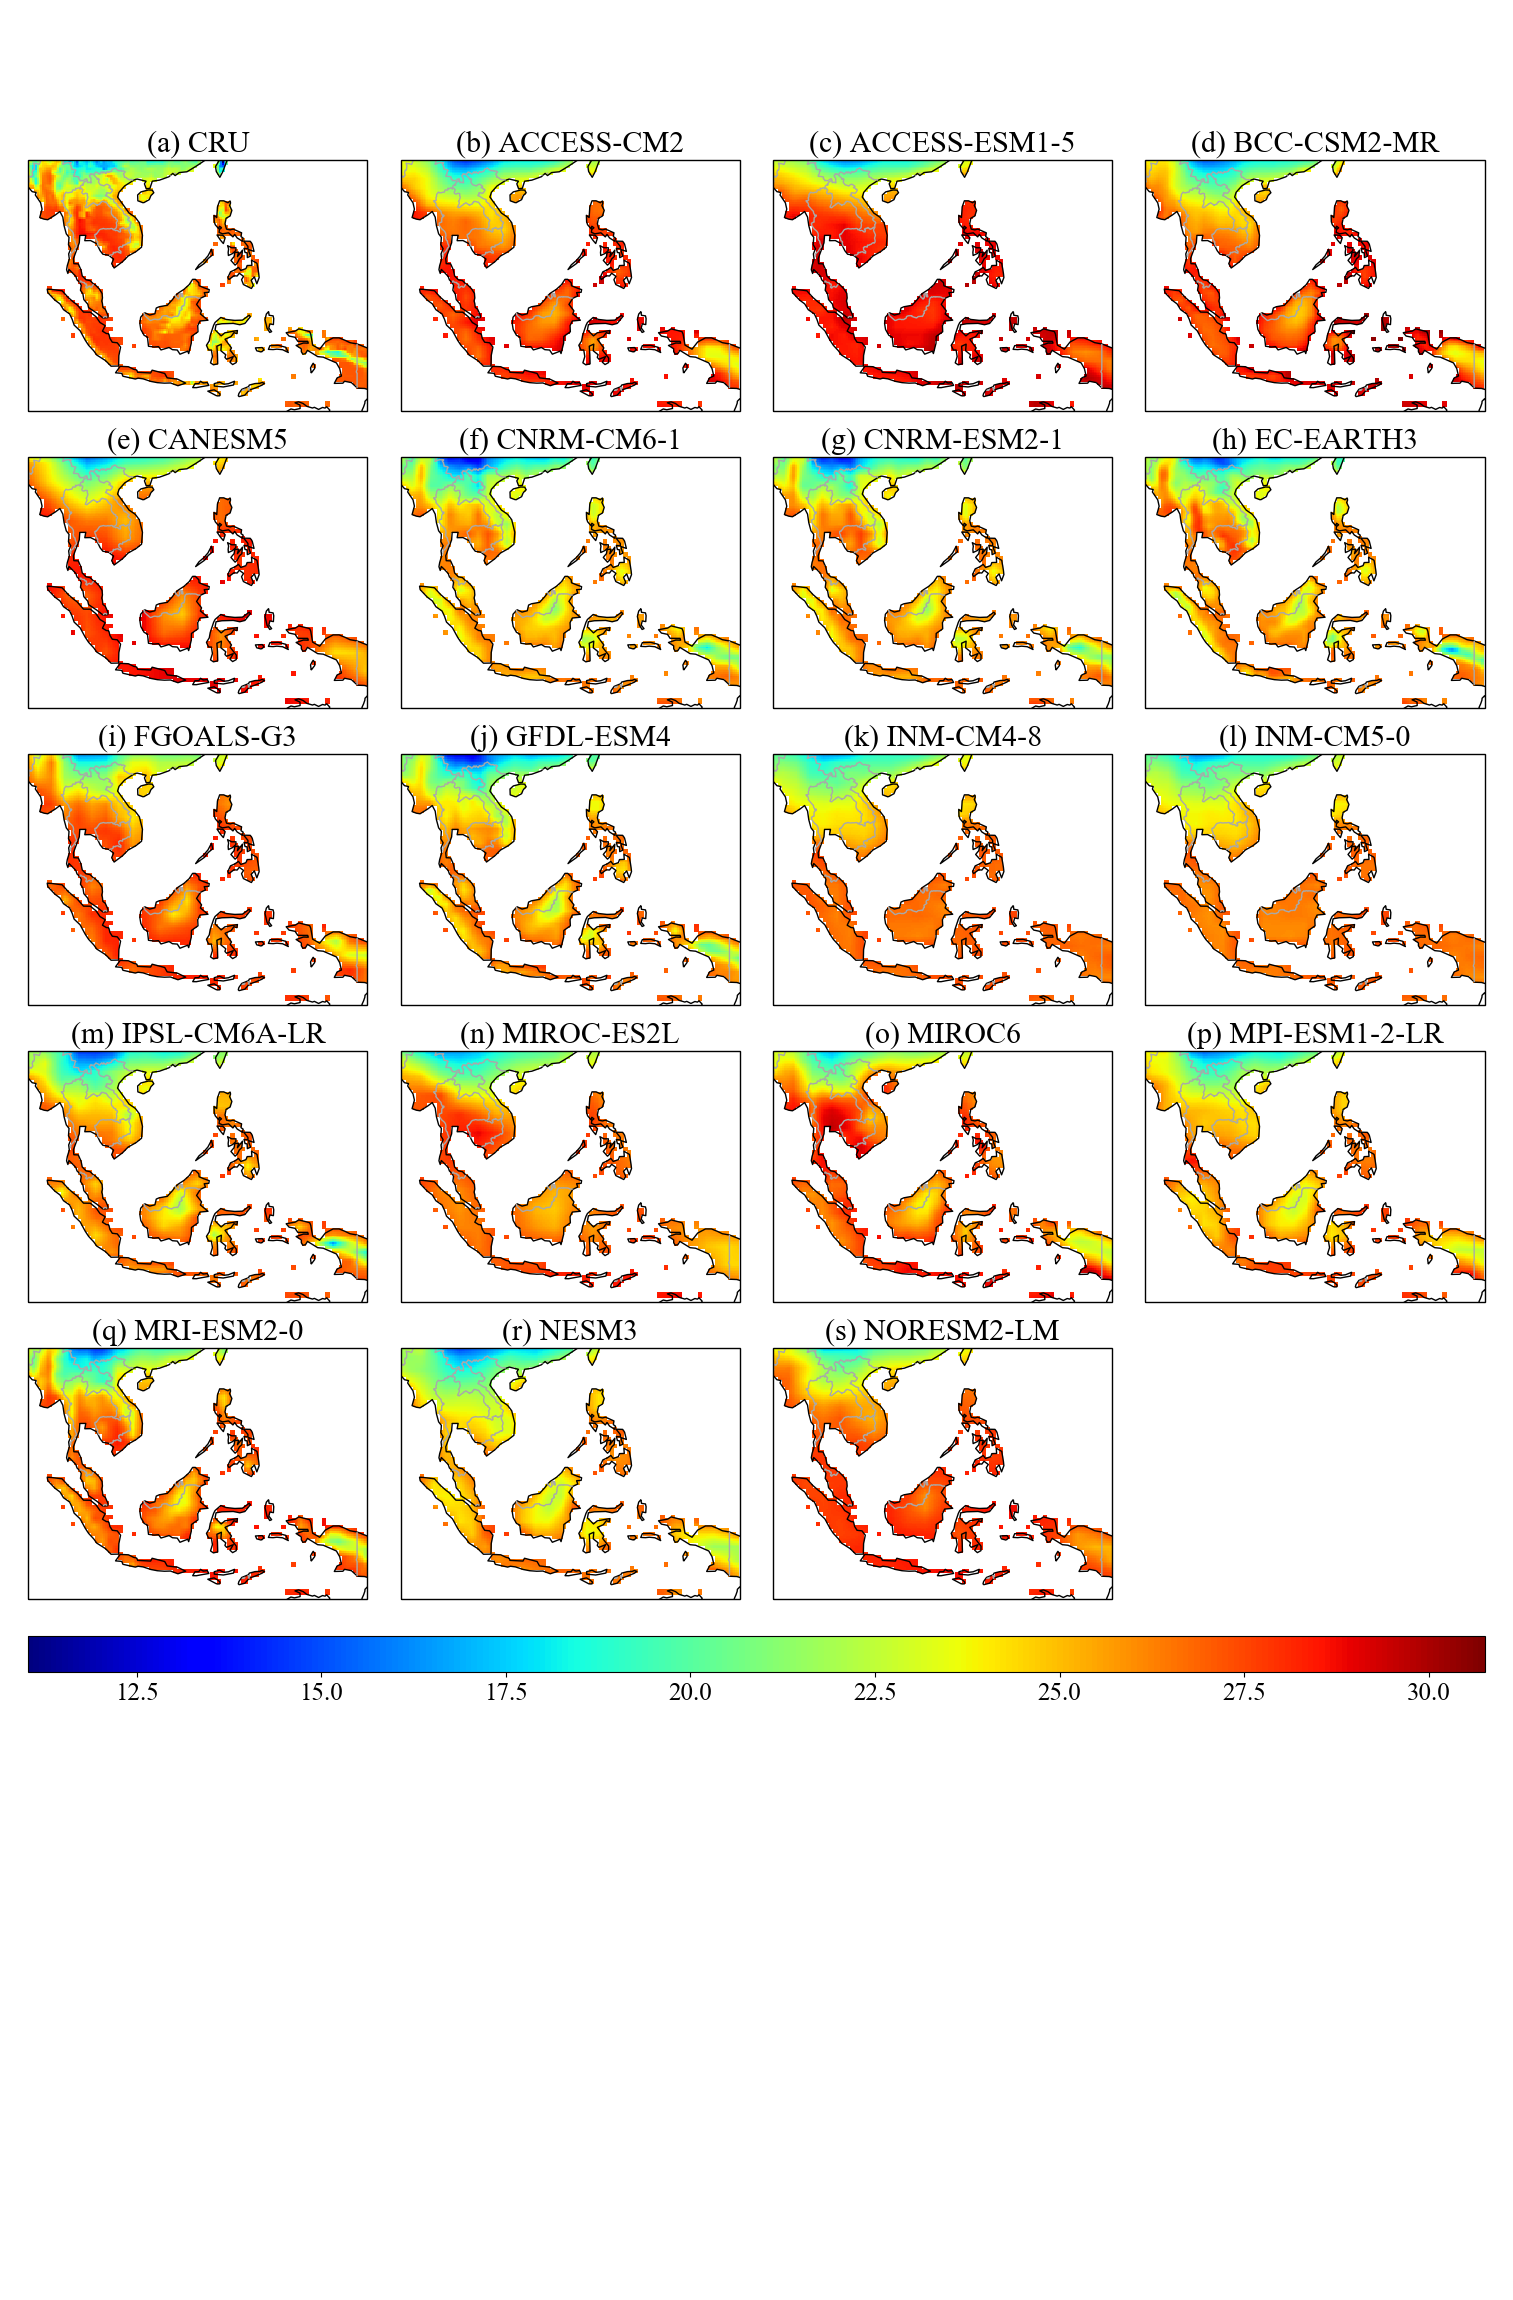 (a) CRU
(b) ACCESS-CM2
(c) ACCESS-ESM1-5
(d) BCC-CSM2-MR
(e) CANESM5
(f) CNRM-CM6-1
(g) CNRM-ESM2-1
(h) EC-EARTH3
(i) FGOALS-G3
(j) GFDL-ESM4
(k) INM-CM4-8
(l) INM-CM5-0
(m) IPSL-CM6A-LR
(n) MIROC-ES2L
(o) MIROC6
(p) MPI-ESM1-2-LR
(q) MRI-ESM2-0
(r) NESM3
(s) NORESM2-LM
12.5 15.0 17.5 20.0 22.5 25.0 27.5 30.0